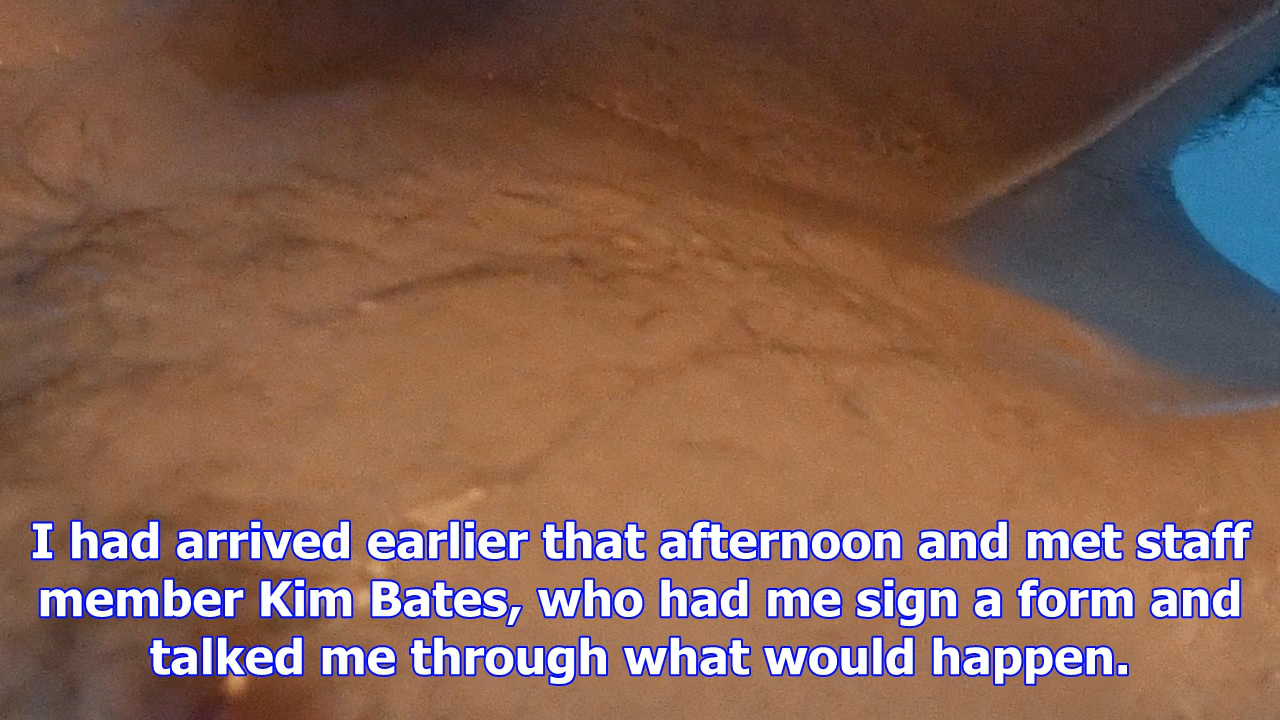 I had arrived earlier that afternoon and met staff
member Kim Bates, who had me sign a form and
talked me through what would happen.